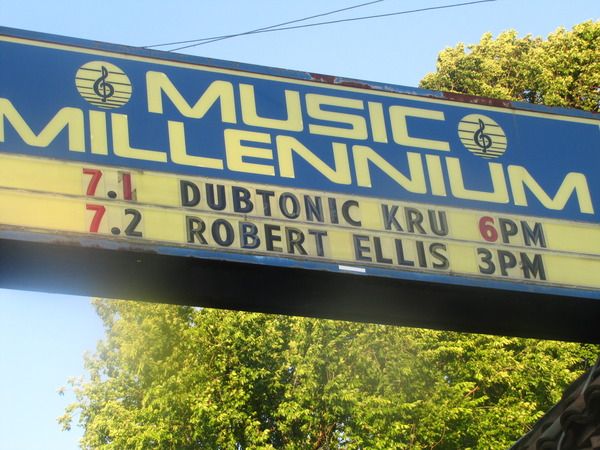 MUSIC
MILLENNIUM
7.1 DUBTONIC KRU 6PM
7.2 ROBERT ELLIS 3PM